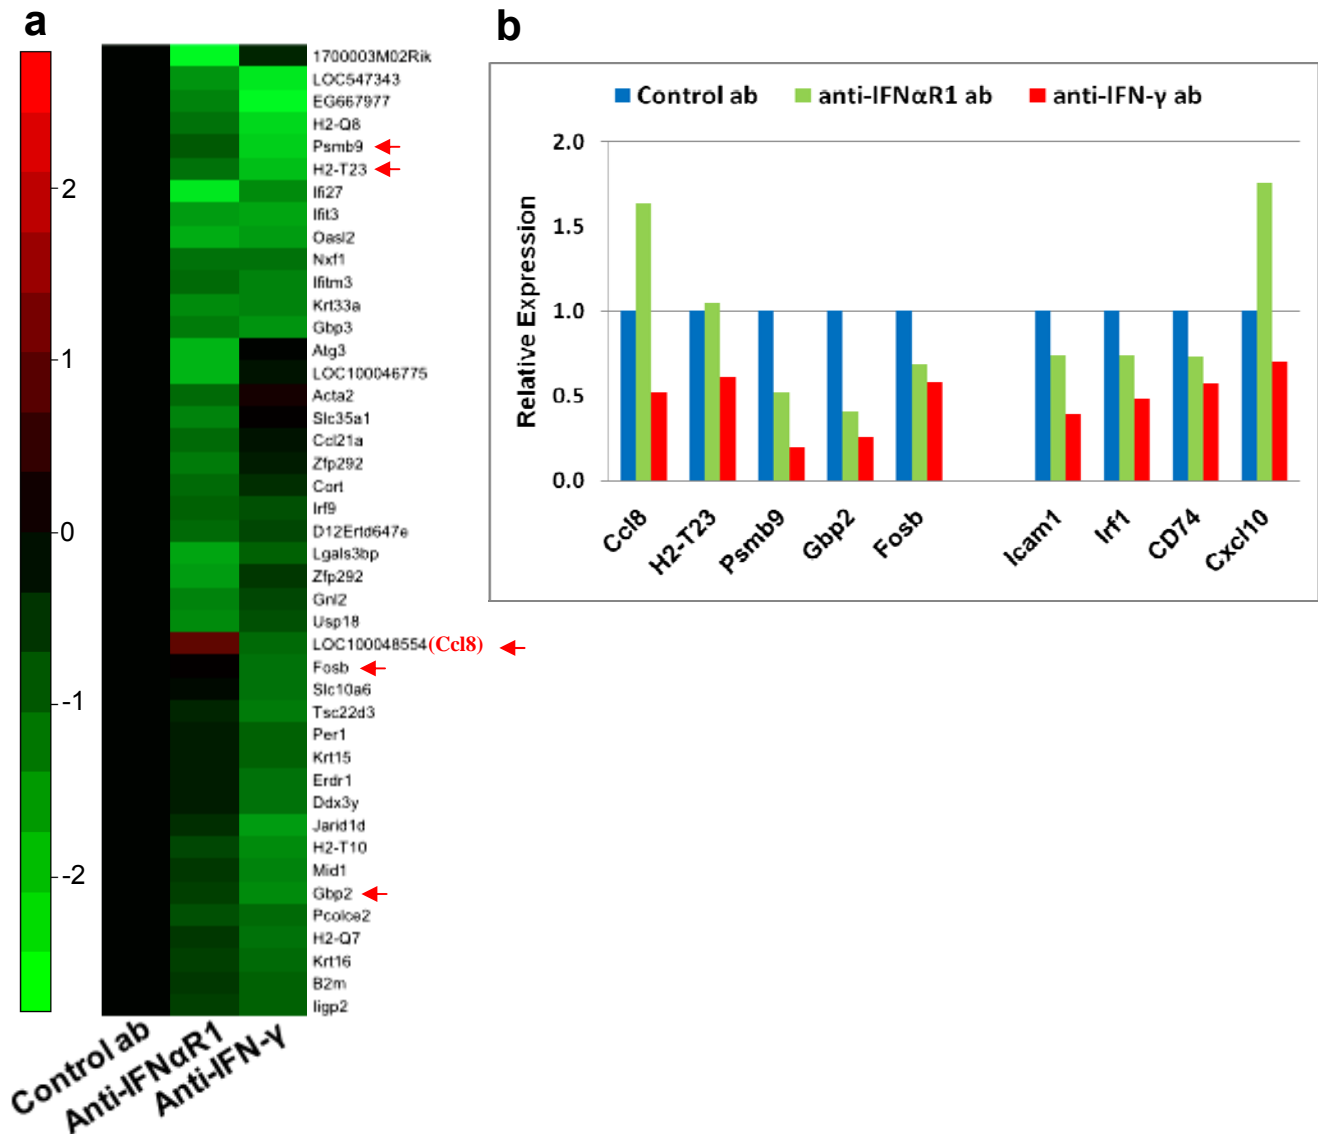 a
2
1
0
-1
-2
1700003M02Rik
LOC547343
EG667977
H2-Q8
Psmb9
H2-T23
Ifi27
Ifit3
Oasl2
Nxf1
Ifitm3
Krt33a
Gbp3
Atg3
LOC100046775
Acta2
Slc35a1
Ccl21a
Zfp292
Cort
Irf9
D12Ertd647e
Lgals3bp
Zfp292
Gnl2
Usp18
LOC100048554(Ccl8)
Fosb
Slc10a6
Tsc22d3
Per1
Krt15
Erdr1
Ddx3y
Jarid1d
H2-T10
Mid1
Gbp2
Pcolce2
H2-Q7
Krt16
B2m
Iigp2
Control ab
Anti-IFNαR1
Anti-IFN-γ
b
Control ab anti-IFNαR1 ab anti-IFN-γ ab
Relative Expression
2.0
1.5
1.0
0.5
0.0
Ccl8
H2-T23
Psmb9
Gbp2
Fosb
Icam1
Irf1
CD74
Cxcl10